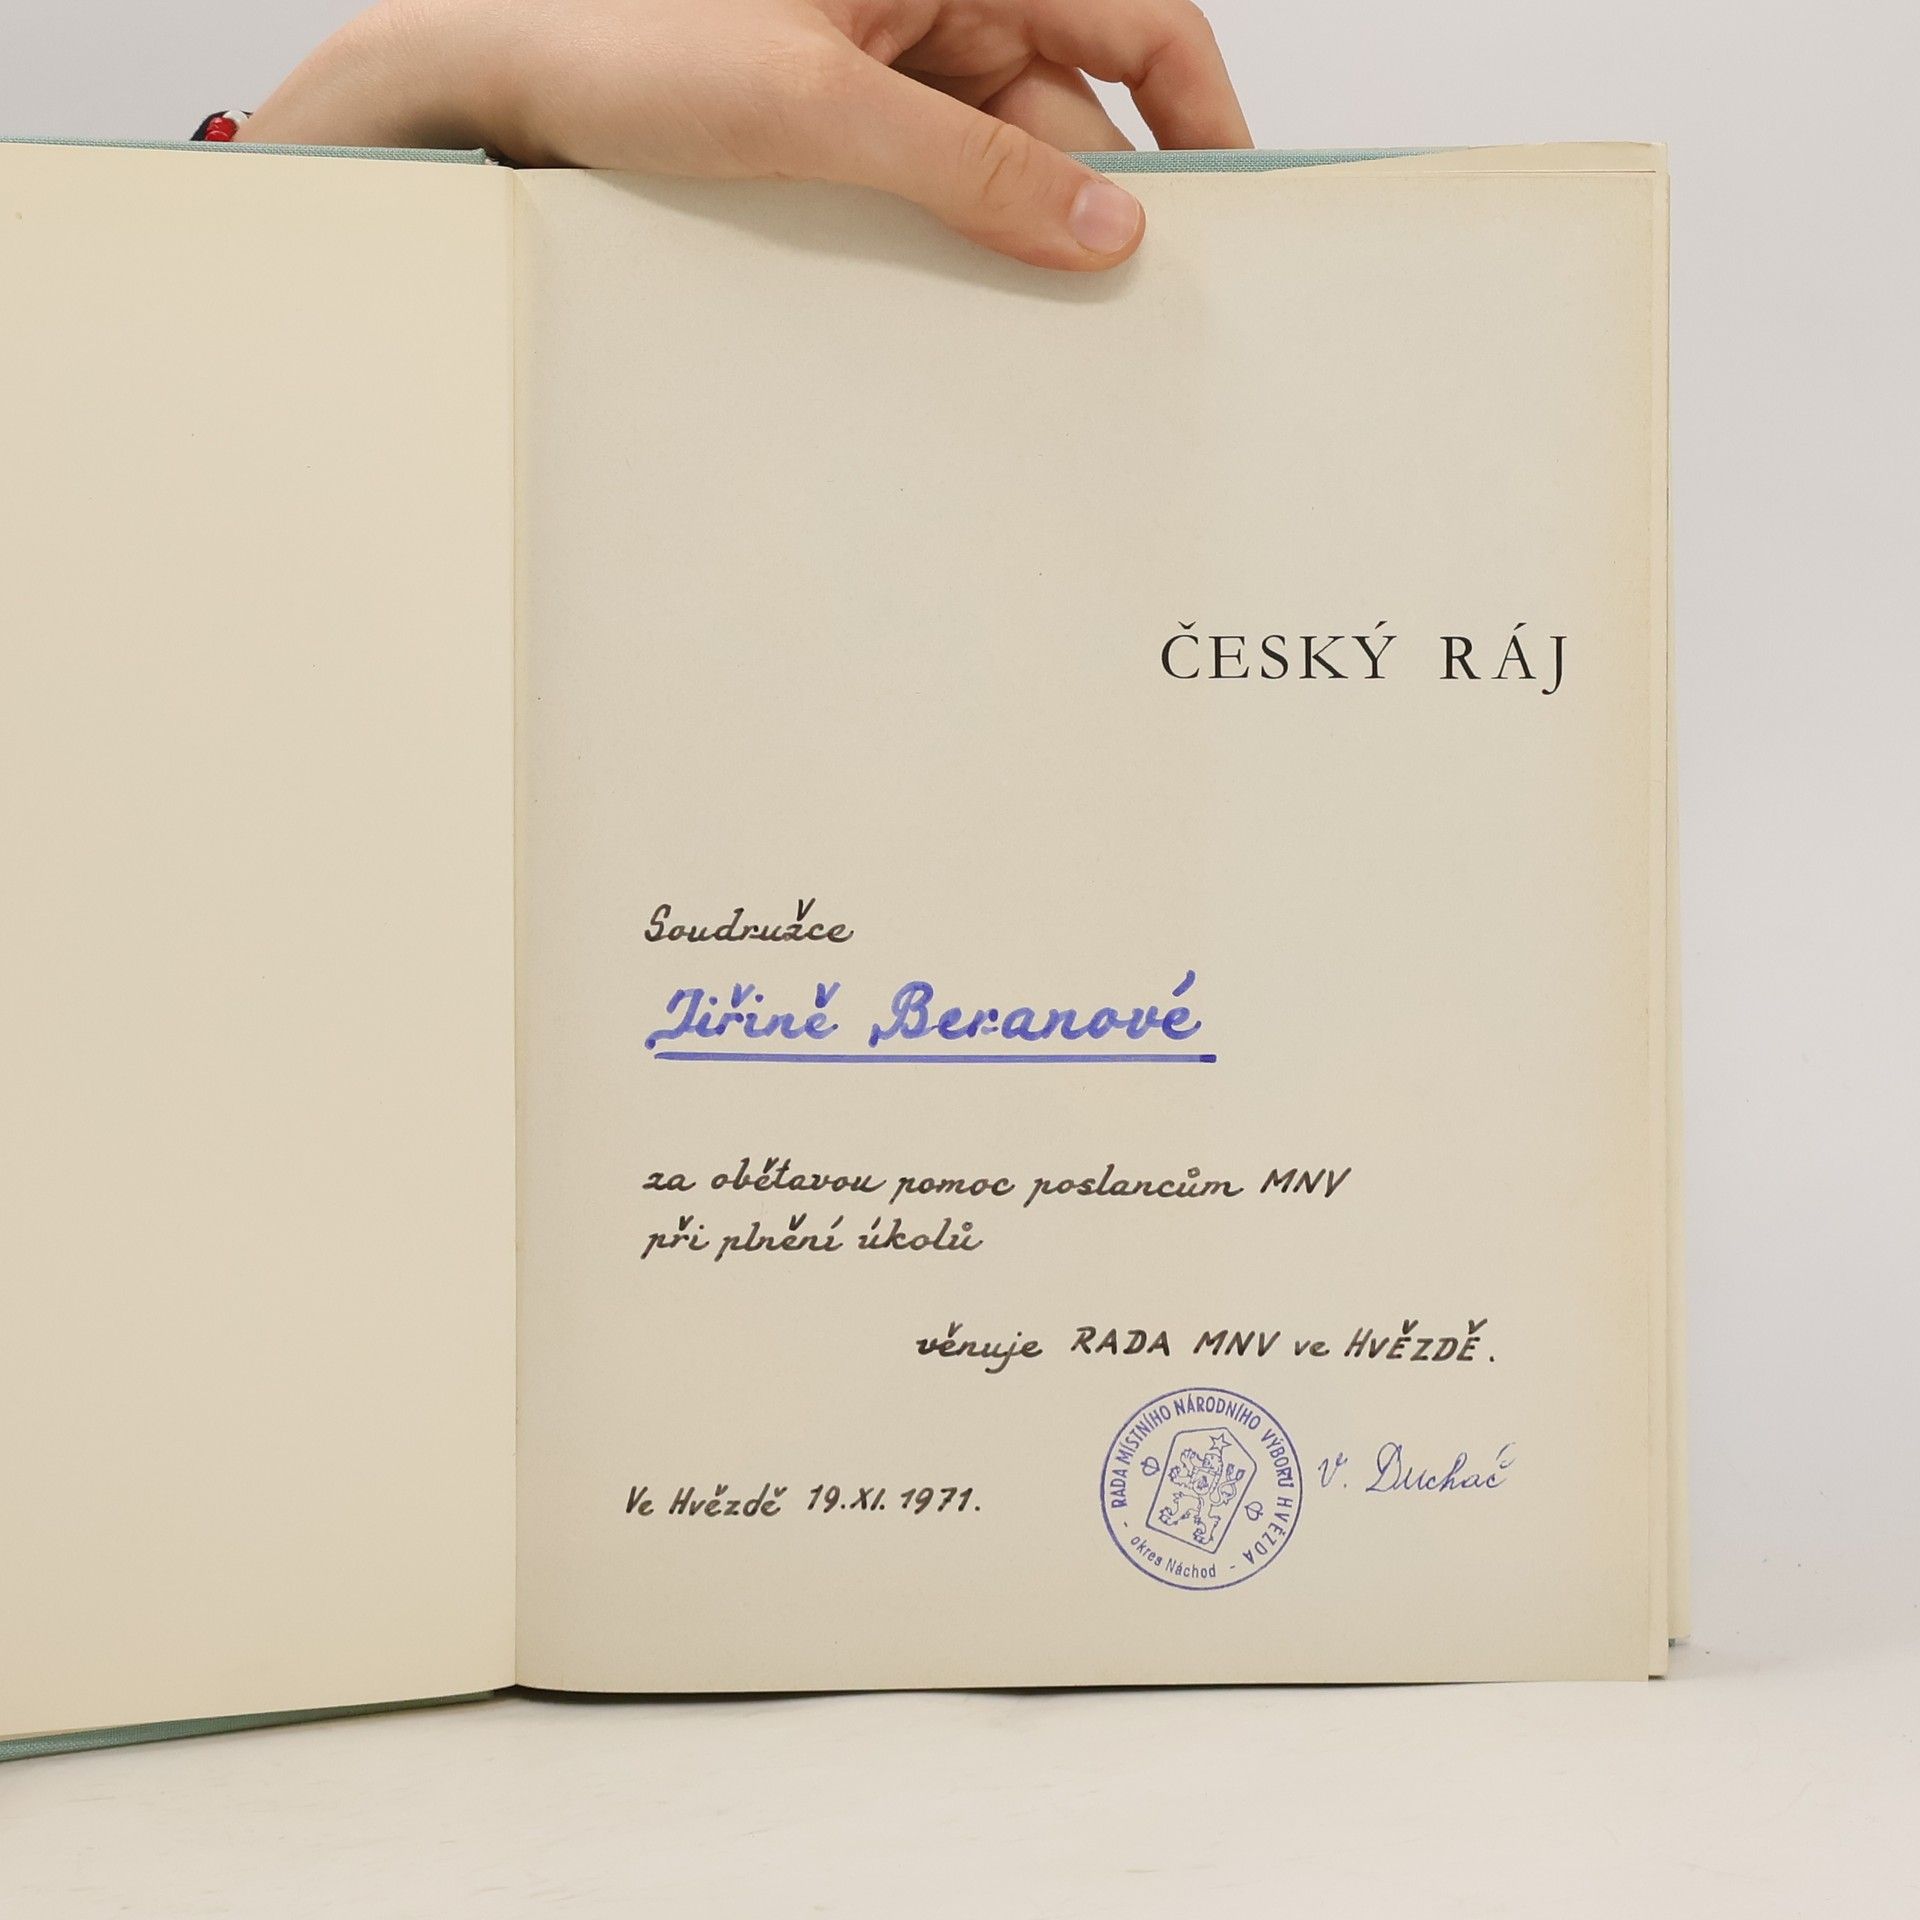 ČESKÝ RÁJ
Soudružce
Jiřině Beranové
za obětavou pomoc poslancům MNV
při plnění úkolů
věnuje RADA MNV ve HVĚZDĚ.
RADA MÍSTNÍHO NÁRODNÍHO VÝBORU HVĚZDA
- okres Náchod -
V. Duchač
Ve Hvězdě 19.XI. 1971.